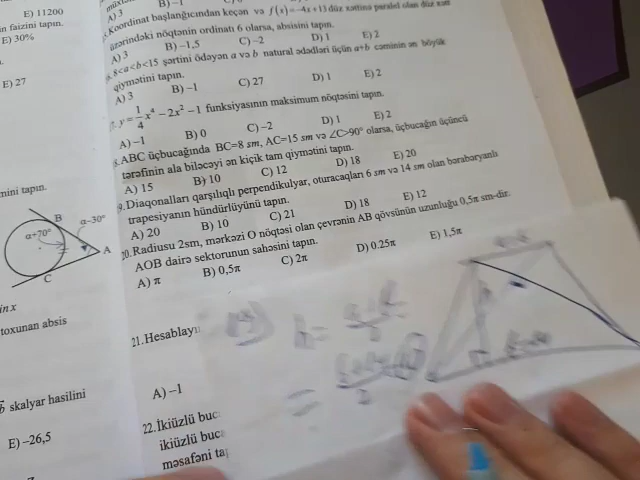 E) 11200
in faizini tapın.
E) 30%
E) 27
mini tapın.
α+70°
B
α−30°
A
C
in x
toxunan absis
b skalyar hasilini
E) −26,5
A) 3
B) −1
Koordinat başlanğıcından keçən və f(x)=−4x+13 düz xəttinə paralel olan düz xətt
üzərindəki nöqtənin ordinatı 6 olarsa, absisini tapın.
A) 3 B) −1,5 C) −2 D) 1 E) 2
8<a<b<15 şərtini ödəyən a və b natural ədədləri üçün a+b cəminin ən böyük
qiymətini tapın.
A) 3 B) −1 C) 27 D) 1 E) 2
y=1/4 x⁴ − 2x² − 1 funksiyasının maksimum nöqtəsini tapın.
A) −1 B) 0 C) −2 D) 1 E) 2
8. ABC üçbucağında BC=8 sm, AC=15 sm və ∠C>90° olarsa, üçbucağın üçüncü
tərəfinin ala biləcəyi ən kiçik tam qiymətini tapın.
A) 15 B) 10 C) 12 D) 18 E) 20
9. Diaqonalları qarşılıqlı perpendikulyar, oturacaqları 6 sm və 14 sm olan bərabəryanlı
trapesiyanın hündürlüyünü tapın.
A) 20 B) 10 C) 21 D) 18 E) 12
20. Radiusu 2sm, mərkəzi O nöqtəsi olan çevrənin AB qövsünün uzunluğu 0,5π sm-dir.
AOB dairə sektorunun sahəsini tapın.
A) π B) 0,5π C) 2π D) 0.25π E) 1,5π
21. Hesablayı
h =
A) −1
22. İkiüzlü buc
ikiüzlü buc
məsafəni ta